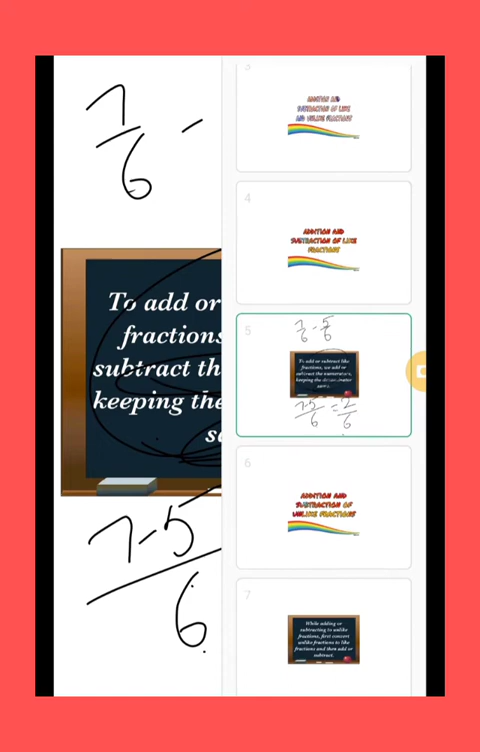 7/6 -
To add or
fractions
subtract th
keeping the
sa
7-5/6
3
ADDITION AND
SUBTRACTION OF LIKE
AND UNLIKE FRACTIONS
4
ADDITION AND
SUBTRACTION OF LIKE
FRACTIONS
5
7/6 - 5/6
To add or subtract like
fractions, we add or
subtract the numerators,
keeping the denominator
same.
7-5/6 = 2/6
6
ADDITION AND
SUBTRACTION OF
UNLIKE FRACTIONS
7
While adding or
subtracting to unlike
fractions, first convert
unlike fractions to like
fractions and then add or
subtract.